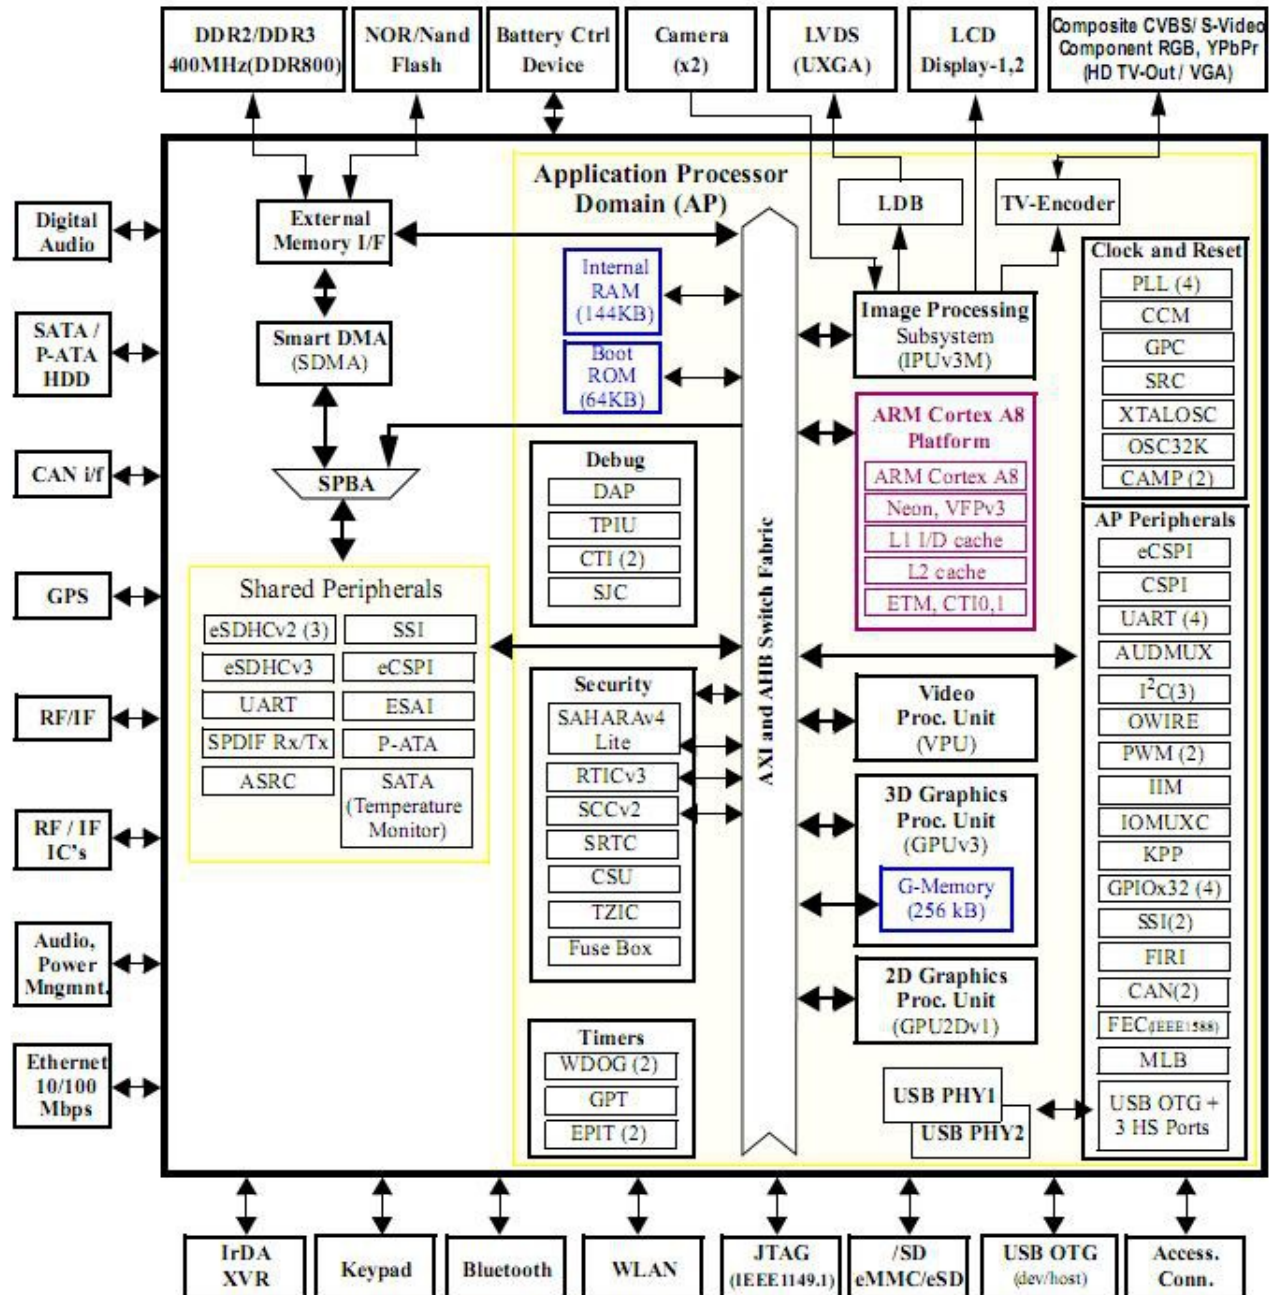 DDR2/DDR3
400MHz(DDR800)
NOR/Nand
Flash
Battery Ctrl
Device
Camera
(x2)
LVDS
(UXGA)
LCD
Display-1,2
Composite CVBS/ S-Video
Component RGB, YPbPr
(HD TV-Out / VGA)
Digital
Audio
SATA /
P-ATA
HDD
CAN i/f
GPS
RF/IF
RF / IF
IC's
Audio,
Power
Mngmnt.
Ethernet
10/100
Mbps
External
Memory I/F
Smart DMA
(SDMA)
SPBA
Shared Peripherals
eSDHCv2 (3)
SSI
eSDHCv3
eCSPI
UART
ESAI
SPDIF Rx/Tx
P-ATA
ASRC
SATA
(Temperature
Monitor)
Application Processor
Domain (AP)
Internal
RAM
(144KB)
Boot
ROM
(64KB)
Debug
DAP
TPIU
CTI (2)
SJC
Security
SAHARAv4
Lite
RTICv3
SCCv2
SRTC
CSU
TZIC
Fuse Box
Timers
WDOG (2)
GPT
EPIT (2)
AXI and AHB Switch Fabric
LDB
TV-Encoder
Image Processing
Subsystem
(IPUv3M)
ARM Cortex A8
Platform
ARM Cortex A8
Neon, VFPv3
L1 I/D cache
L2 cache
ETM, CTI0,1
Video
Proc. Unit
(VPU)
3D Graphics
Proc. Unit
(GPUv3)
G-Memory
(256 kB)
2D Graphics
Proc. Unit
(GPU2Dv1)
USB PHY1
USB PHY2
Clock and Reset
PLL (4)
CCM
GPC
SRC
XTALOSC
OSC32K
CAMP (2)
AP Peripherals
eCSPI
CSPI
UART (4)
AUDMUX
I²C(3)
OWIRE
PWM (2)
IIM
IOMUXC
KPP
GPIOx32 (4)
SSI(2)
FIRI
CAN(2)
FEC(IEEE1588)
MLB
USB OTG +
3 HS Ports
IrDA
XVR
Keypad
Bluetooth
WLAN
JTAG
(IEEE1149.1)
/SD
eMMC/eSD
USB OTG
(dev/host)
Access.
Conn.